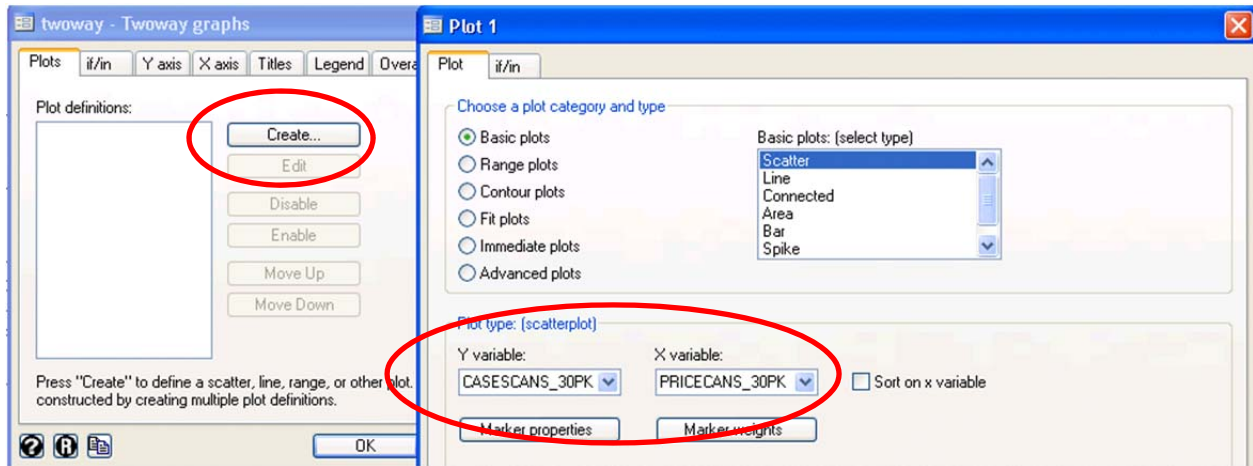 twoway - Twoway graphs
Plots if/in Y axis X axis Titles Legend
Plot definitions:
Create...
Edit
Disable
Enable
Move Up
Move Down
Press "Create" to define a scatter, line, range, or other plot.
constructed by creating multiple plot definitions.
OK
Plot 1
Plot if/in
Choose a plot category and type
Basic plots
Range plots
Contour plots
Fit plots
Immediate plots
Advanced plots
Basic plots: (select type)
Scatter
Line
Connected
Area
Bar
Spike
Plot type: (scatterplot)
Y variable:
CASESCANS_30PK
X variable:
PRICECANS_30PK
Sort on x variable
Marker properties
Marker weights